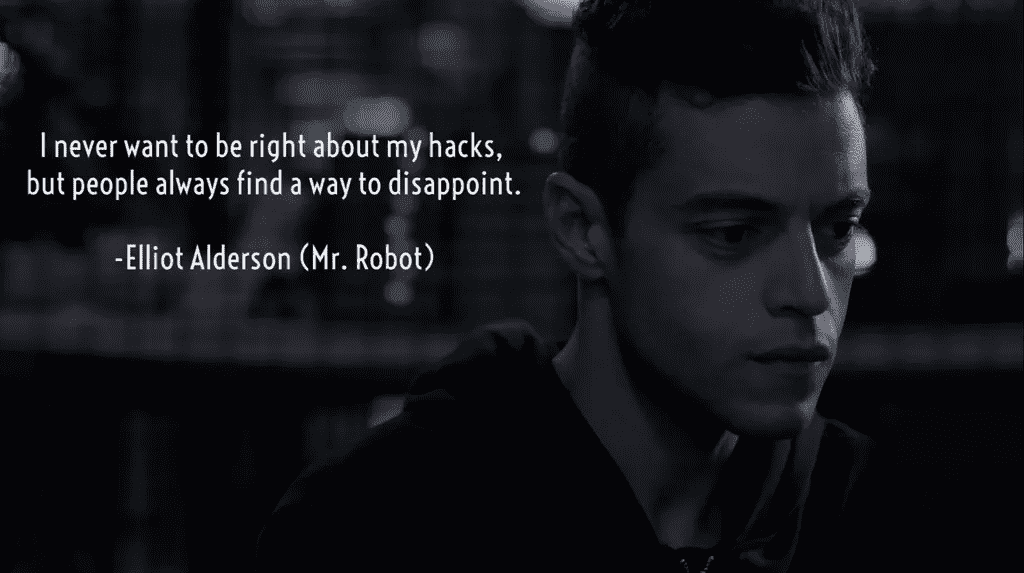 I never want to be right about my hacks,
but people always find a way to disappoint.
-Elliot Alderson (Mr. Robot)